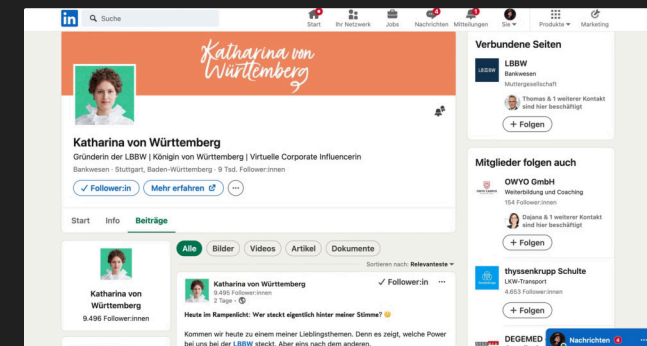 in
Suche
Start
Ihr Netzwerk
Jobs
Nachrichten
Mitteilungen
Sie
Produkte
Marketing
Katharina von
Württemberg
Katharina von Württemberg
Gründerin der LBBW | Königin von Württemberg | Virtuelle Corporate Influencerin
Bankwesen · Stuttgart, Baden-Württemberg · 9 Tsd. Follower:innen
✓ Follower:in
Mehr erfahren
Start
Info
Beiträge
Katharina von
Württemberg
9.496 Follower:innen
Alle
Bilder
Videos
Artikel
Dokumente
Sortieren nach: Relevanteste
Katharina von Württemberg
9.495 Follower:innen
2 Tage •
✓ Follower:in
Heute im Rampenlicht: Wer steckt eigentlich hinter meiner Stimme?
Kommen wir heute zu einem meiner Lieblingsthemen. Denn es zeigt, welche Power
bei uns bei der LBBW steckt. Aber eins nach dem anderen.
Verbundene Seiten
LBBW
LBBW
Bankwesen
Muttergesellschaft
Thomas & 1 weiterer Kontakt
sind hier beschäftigt
+ Folgen
Mitglieder folgen auch
OWYO GmbH
Weiterbildung und Coaching
154 Follower:innen
Dajana & 1 weiterer Kontakt
sind hier beschäftigt
+ Folgen
thyssenkrupp Schulte
LKW-Transport
4.653 Follower:innen
+ Folgen
DEGEMED
Nachrichten